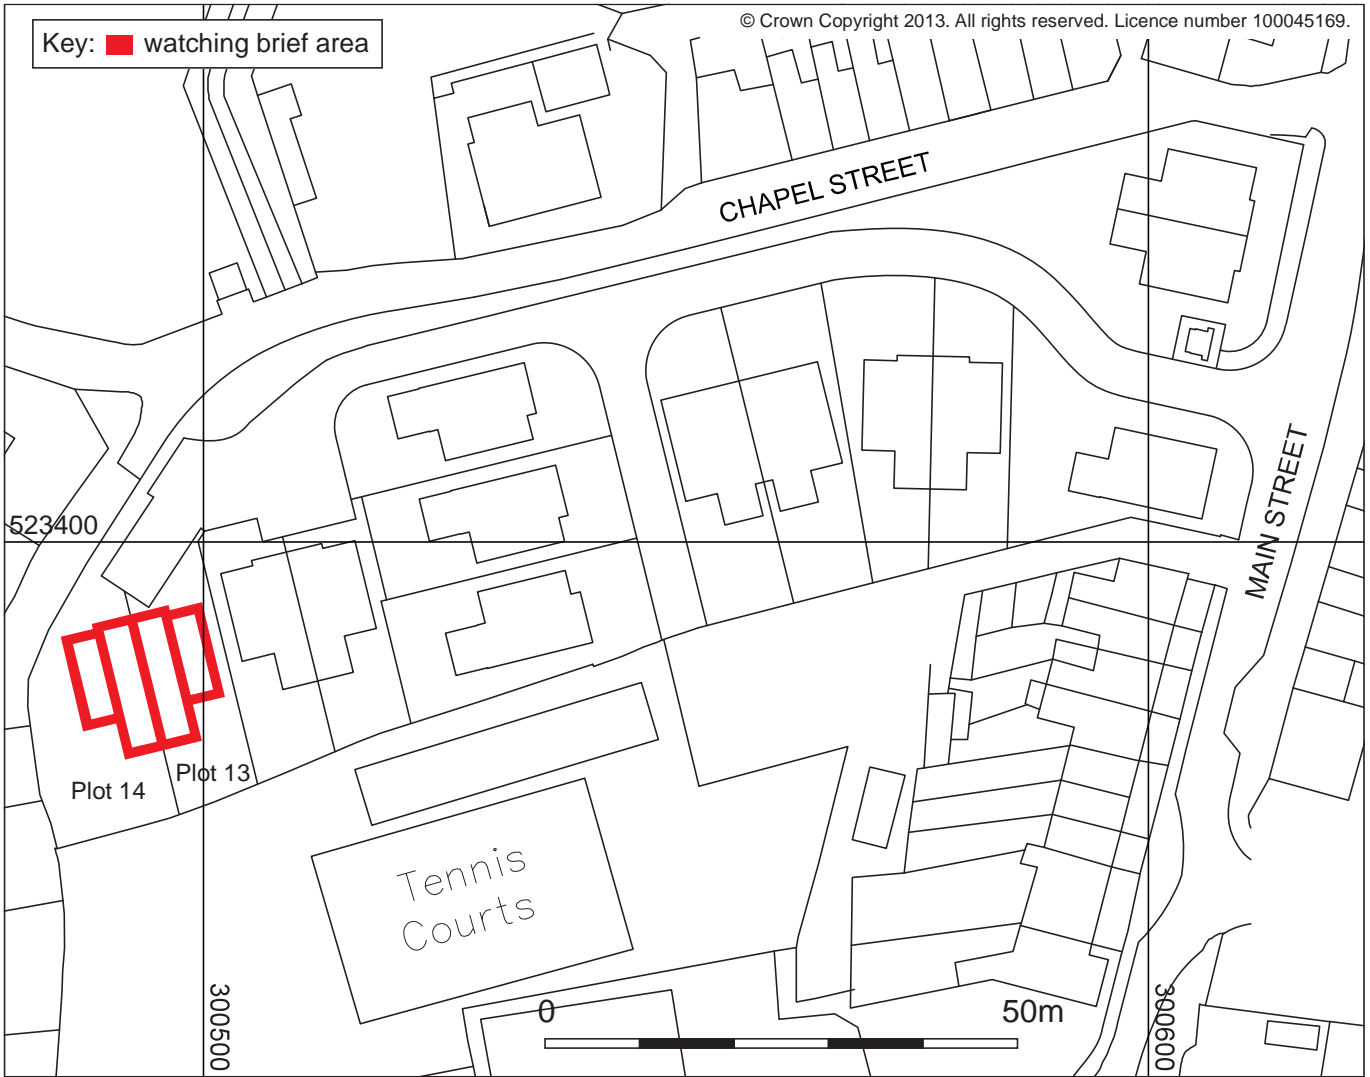 © Crown Copyright 2013. All rights reserved. Licence number 100045169.
Key: watching brief area
CHAPEL STREET
MAIN STREET
523400
Plot 13
Plot 14
Tennis
Courts
300500
0 50m
300600